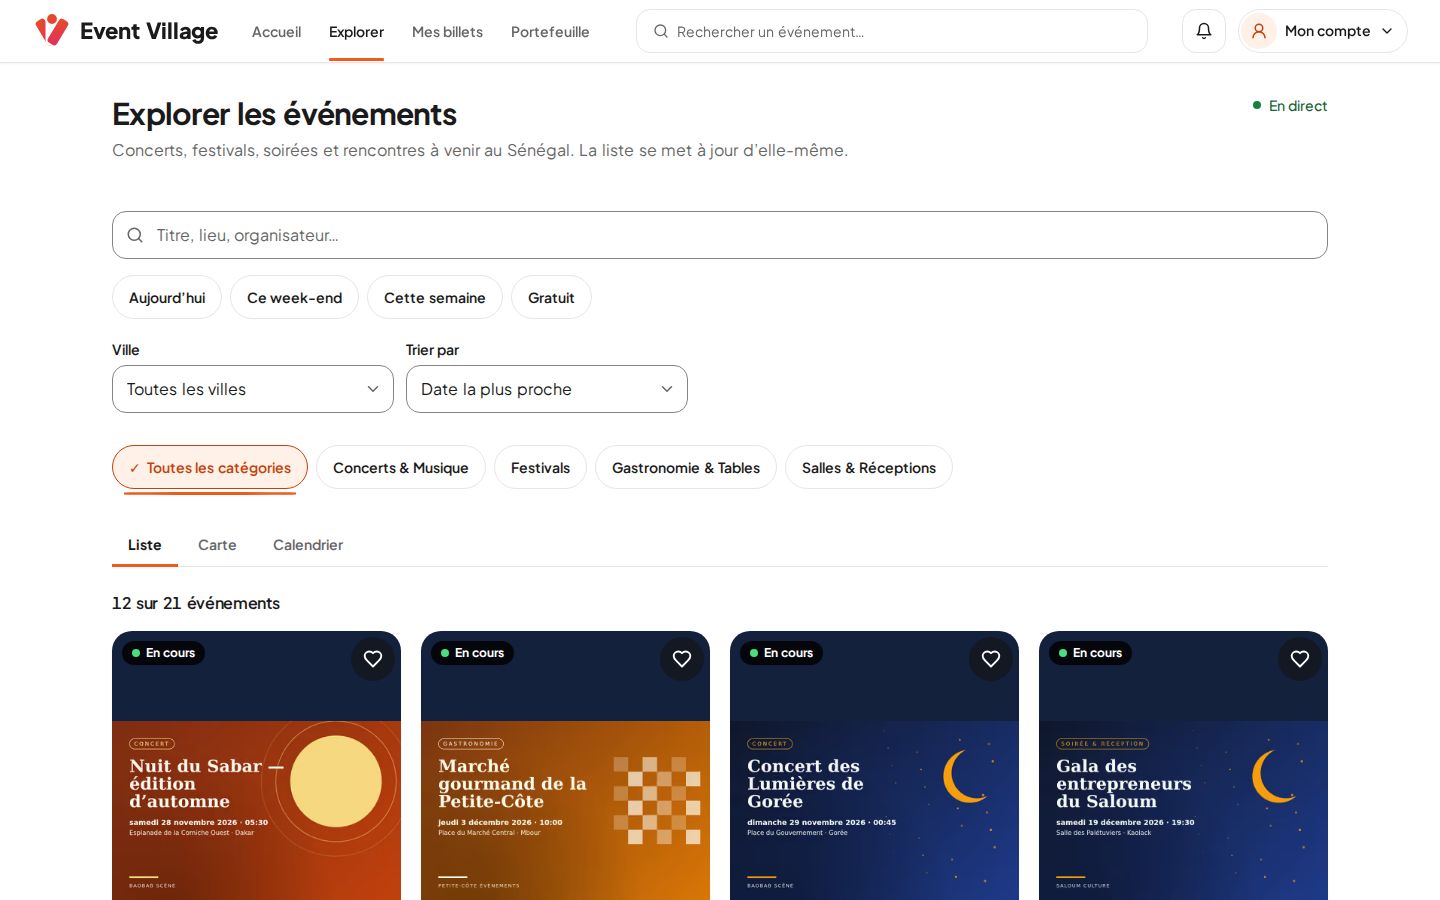 Event Village
Accueil
Explorer
Mes billets
Portefeuille
Rechercher un événement...
Mon compte
Explorer les événements
En direct
Concerts, festivals, soirées et rencontres à venir au Sénégal. La liste se met à jour d'elle-même.
Titre, lieu, organisateur...
Aujourd'hui
Ce week-end
Cette semaine
Gratuit
Ville
Trier par
Toutes les villes
Date la plus proche
✓ Toutes les catégories
Concerts & Musique
Festivals
Gastronomie & Tables
Salles & Réceptions
Liste
Carte
Calendrier
12 sur 21 événements
En cours
CONCERT
Nuit du Sabar —
édition
d'automne
samedi 28 novembre 2026 · 05:30
Esplanade de la Corniche Ouest · Dakar
BAOBAB SCÈNE
En cours
GASTRONOMIE
Marché
gourmand de la
Petite-Côte
jeudi 3 décembre 2026 · 10:00
Place du Marché Central · Mbour
PETITE-CÔTE ÉVÉNEMENTS
En cours
CONCERT
Concert des
Lumières de
Gorée
dimanche 29 novembre 2026 · 00:45
Place du Gouvernement · Gorée
BAOBAB SCÈNE
En cours
SOIRÉE & RÉCEPTION
Gala des
entrepreneurs
du Saloum
samedi 19 décembre 2026 · 19:30
Salle des Palétuviers · Kaolack
SALOUM CULTURE